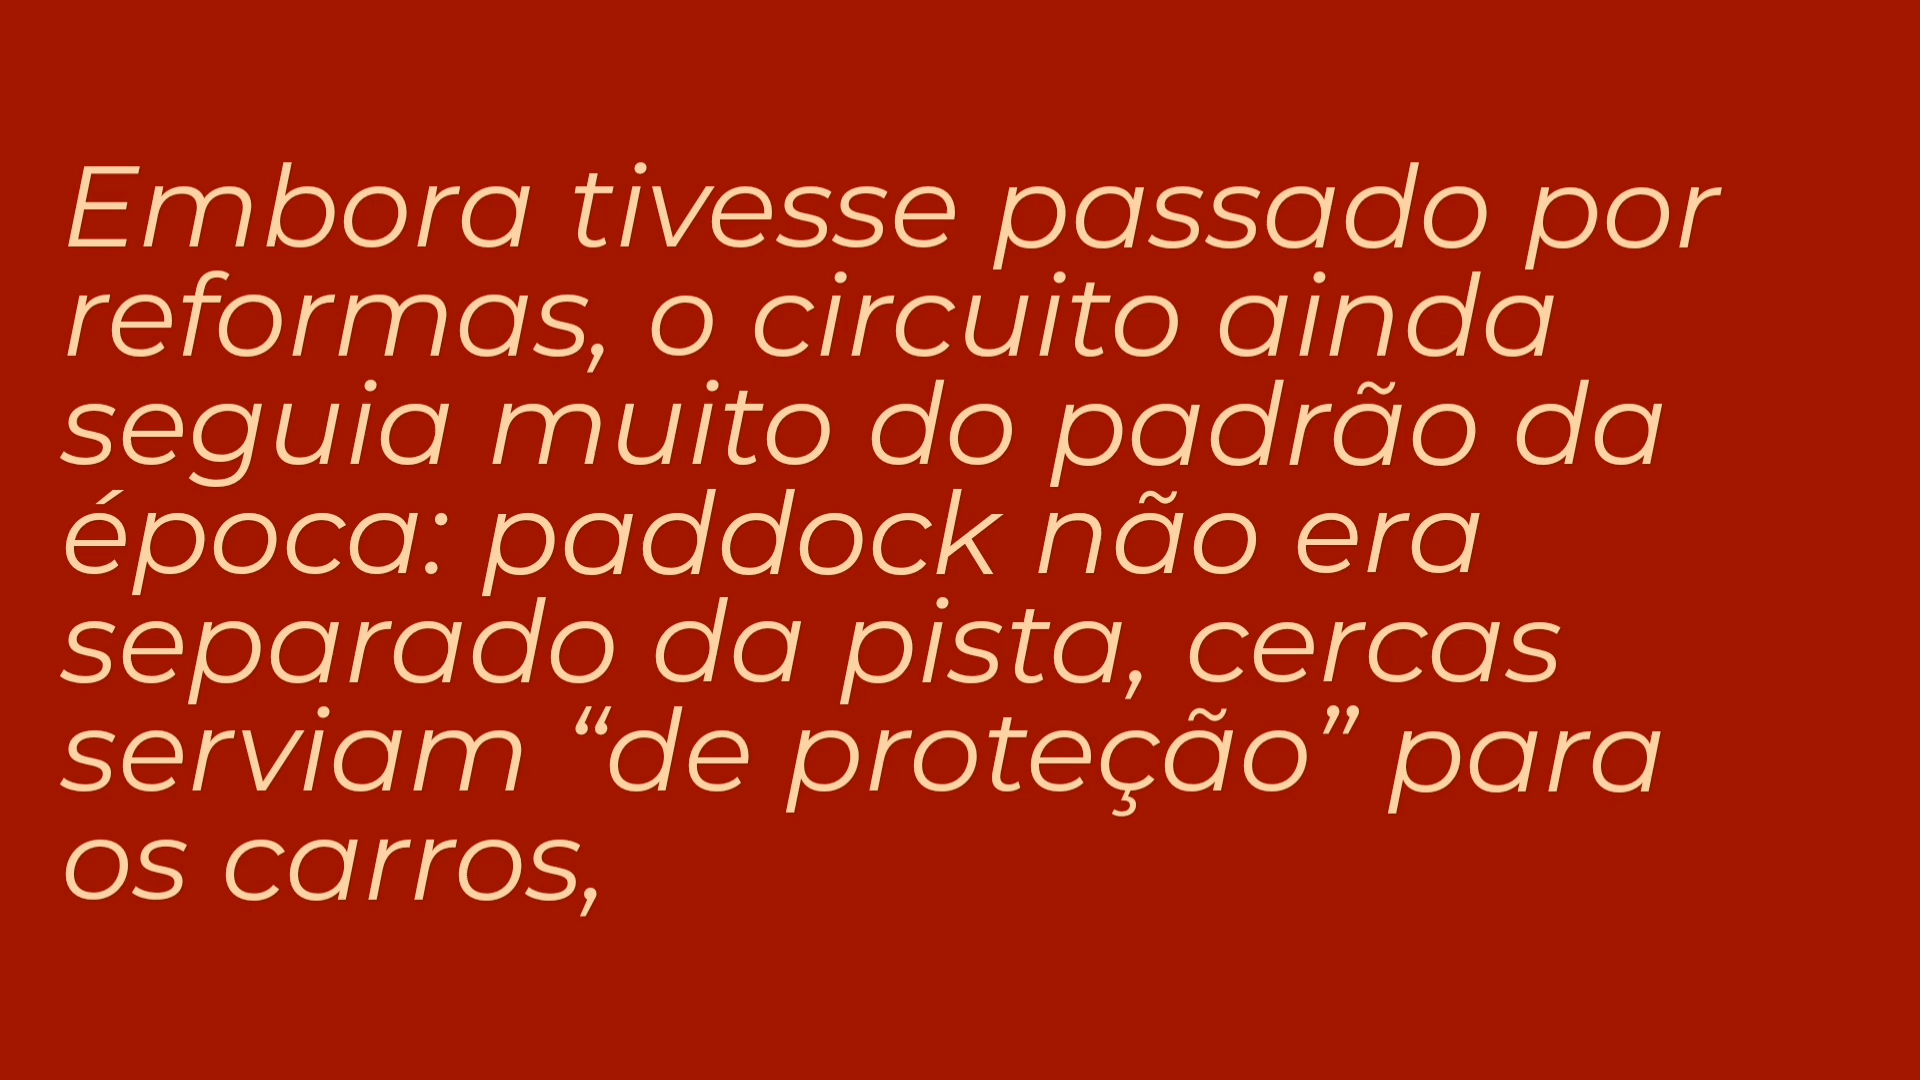 Embora tivesse passado por
reformas, o circuito ainda
seguia muito do padrão da
época: paddock não era
separado da pista, cercas
serviam “de proteção” para
os carros,